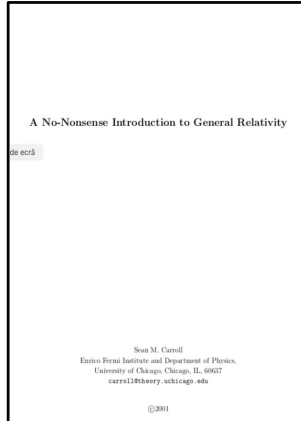 A No-Nonsense Introduction to General Relativity
de ecrã
Sean M. Carroll
Enrico Fermi Institute and Department of Physics,
University of Chicago, Chicago, IL, 60637
carroll@theory.uchicago.edu
©2001